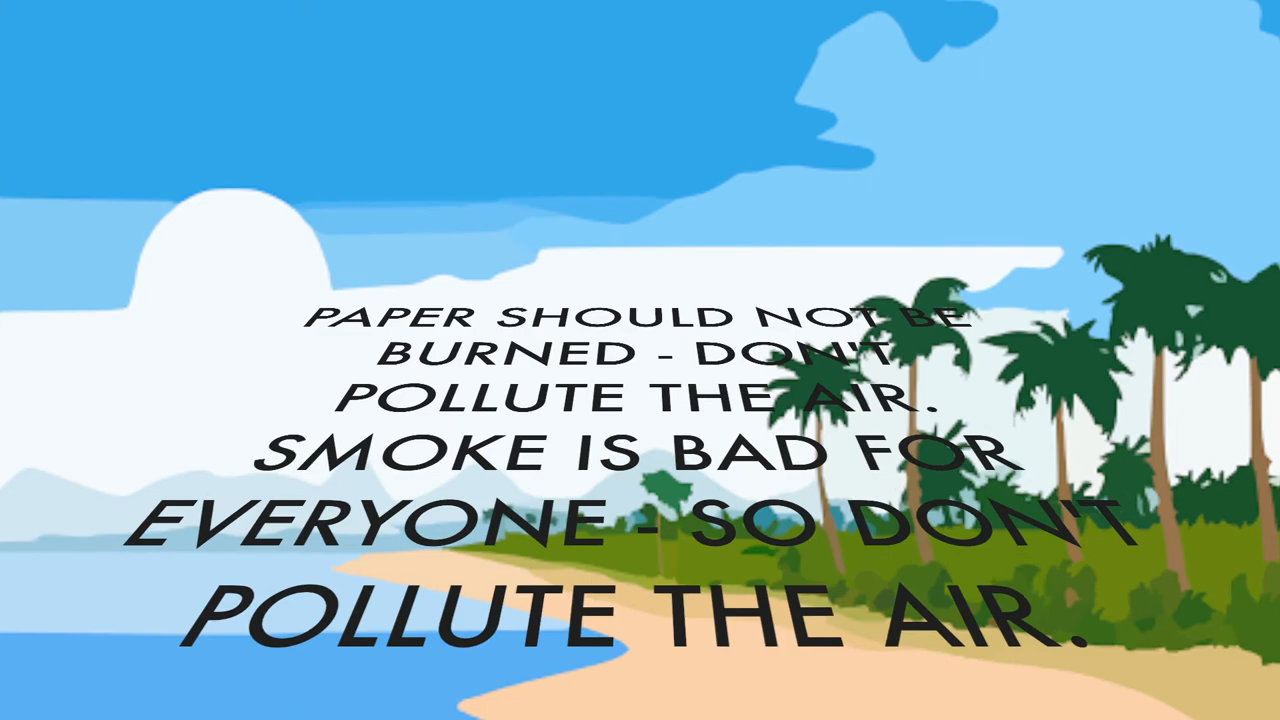 PAPER SHOULD NOT BE
BURNED - DON'T
POLLUTE THE AIR.
SMOKE IS BAD FOR
EVERYONE - SO DON'T
POLLUTE THE AIR.